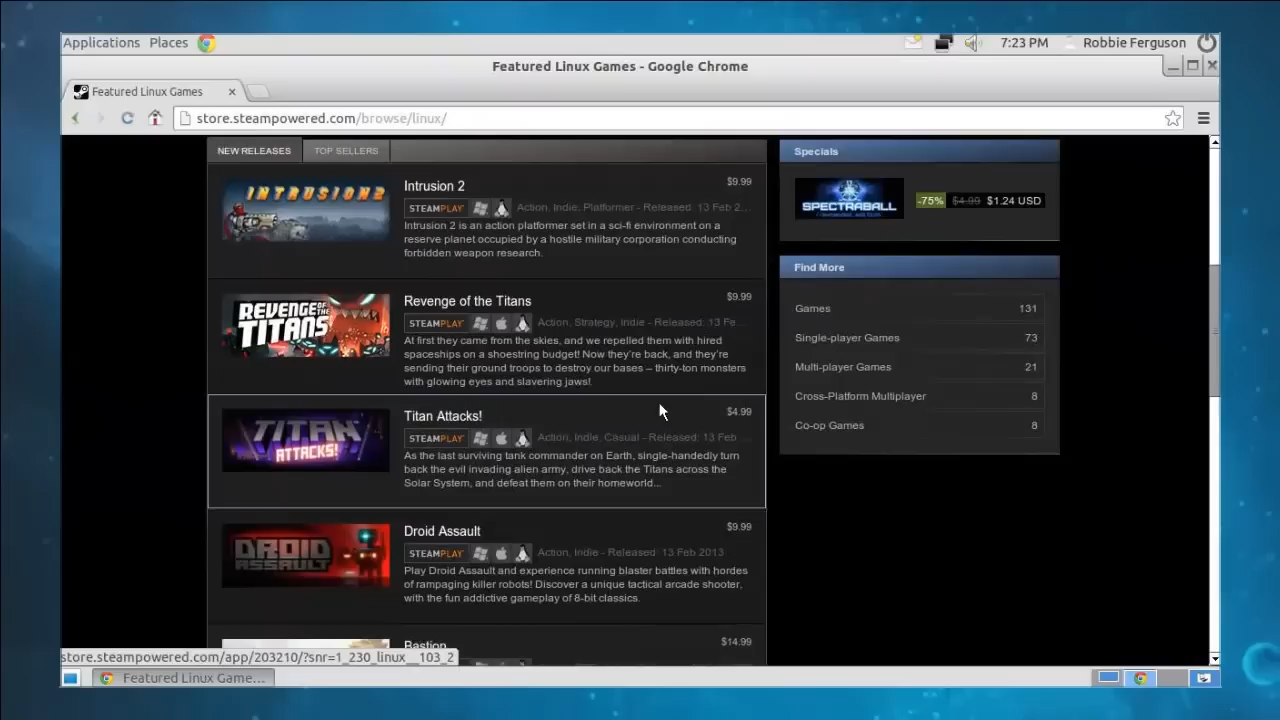 Applications Places 7:23 PM Robbie Ferguson
Featured Linux Games - Google Chrome
Featured Linux Games
store.steampowered.com/browse/linux/
NEW RELEASES TOP SELLERS
INTRUSION 2
Intrusion 2 $9.99
STEAMPLAY Action, Indie, Platformer - Released: 13 Feb 2...
Intrusion 2 is an action platformer set in a sci-fi environment on a
reserve planet occupied by a hostile military corporation conducting
forbidden weapon research.
REVENGE OF THE TITANS
Revenge of the Titans $9.99
STEAMPLAY Action, Strategy, Indie - Released: 13 Fe...
At first they came from the skies, and we repelled them with hired
spaceships on a shoestring budget! Now they're back, and they're
sending their ground troops to destroy our bases – thirty-ton monsters
with glowing eyes and slavering jaws!
TITAN ATTACKS!
Titan Attacks! $4.99
STEAMPLAY Action, Indie, Casual - Released: 13 Feb...
As the last surviving tank commander on Earth, single-handedly turn
back the evil invading alien army, drive back the Titans across the
Solar System, and defeat them on their homeworld...
DROID ASSAULT
Droid Assault $9.99
STEAMPLAY Action, Indie - Released: 13 Feb 2013
Play Droid Assault and experience running blaster battles with hordes
of rampaging killer robots! Discover a unique tactical arcade shooter,
with the fun addictive gameplay of 8-bit classics.
Bastion $14.99
Specials
SPECTRABALL
-75% $4.99 $1.24 USD
Find More
Games 131
Single-player Games 73
Multi-player Games 21
Cross-Platform Multiplayer 8
Co-op Games 8
store.steampowered.com/app/203210/?snr=1_230_linux__103_2
Featured Linux Game...